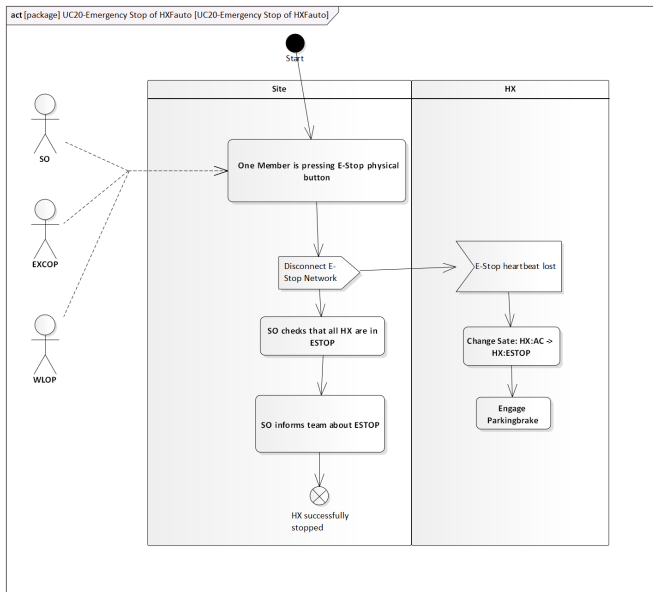 act [package] UC20-Emergency Stop of HXFauto [UC20-Emergency Stop of HXFauto]
Start
Site
HX
SO
One Member is pressing E-Stop physical
button
EXCOP
Disconnect E-
Stop Network
E-Stop heartbeat lost
SO checks that all HX are in
ESTOP
Change Sate: HX:AC ->
HX:ESTOP
WLOP
SO informs team about ESTOP
Engage
Parkingbrake
HX successfully
stopped